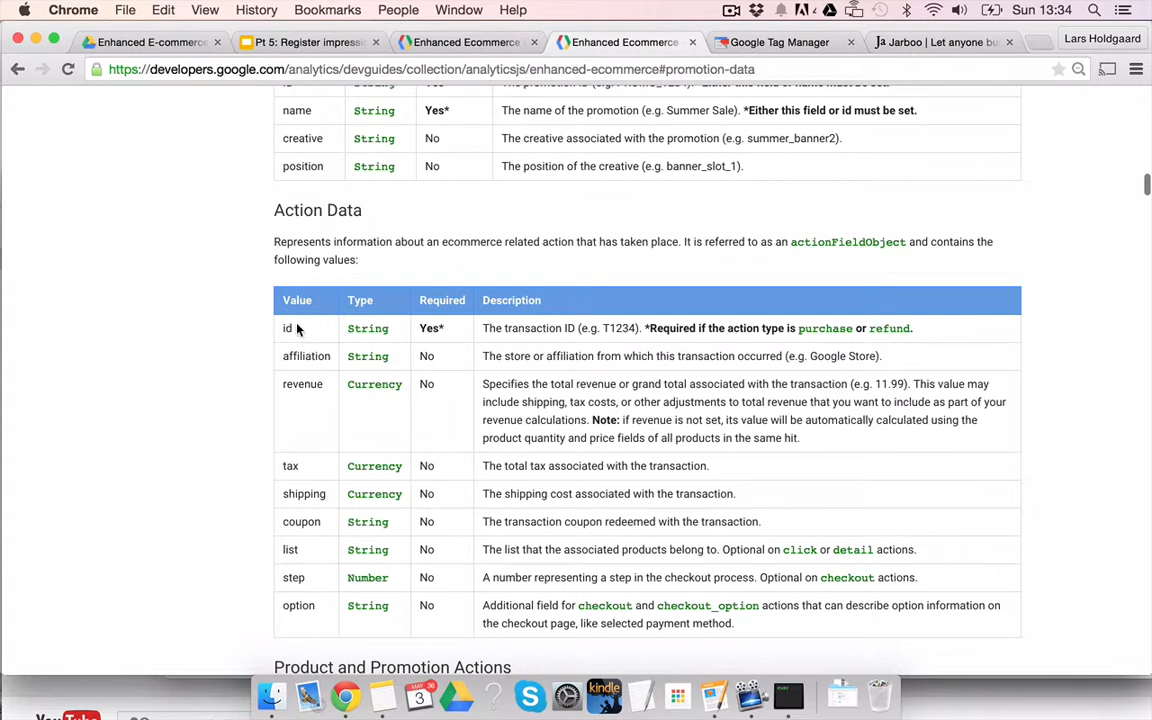 Chrome File Edit View History Bookmarks People Window Help Sun 13:34
Enhanced E-commerce Pt 5: Register impressi Enhanced Ecommerce Enhanced Ecommerce Google Tag Manager Ja Jarboo | Let anyone bu Lars Holdgaard
https://developers.google.com/analytics/devguides/collection/analyticsjs/enhanced-ecommerce#promotion-data
name String Yes* The name of the promotion (e.g. Summer Sale). *Either this field or id must be set.
creative String No The creative associated with the promotion (e.g. summer_banner2).
position String No The position of the creative (e.g. banner_slot_1).
Action Data
Represents information about an ecommerce related action that has taken place. It is referred to as an actionFieldObject and contains the
following values:
Value Type Required Description
id String Yes* The transaction ID (e.g. T1234). *Required if the action type is purchase or refund.
affiliation String No The store or affiliation from which this transaction occurred (e.g. Google Store).
revenue Currency No Specifies the total revenue or grand total associated with the transaction (e.g. 11.99). This value may
include shipping, tax costs, or other adjustments to total revenue that you want to include as part of your
revenue calculations. Note: if revenue is not set, its value will be automatically calculated using the
product quantity and price fields of all products in the same hit.
tax Currency No The total tax associated with the transaction.
shipping Currency No The shipping cost associated with the transaction.
coupon String No The transaction coupon redeemed with the transaction.
list String No The list that the associated products belong to. Optional on click or detail actions.
step Number No A number representing a step in the checkout process. Optional on checkout actions.
option String No Additional field for checkout and checkout_option actions that can describe option information on
the checkout page, like selected payment method.
Product and Promotion Actions
3
kindle